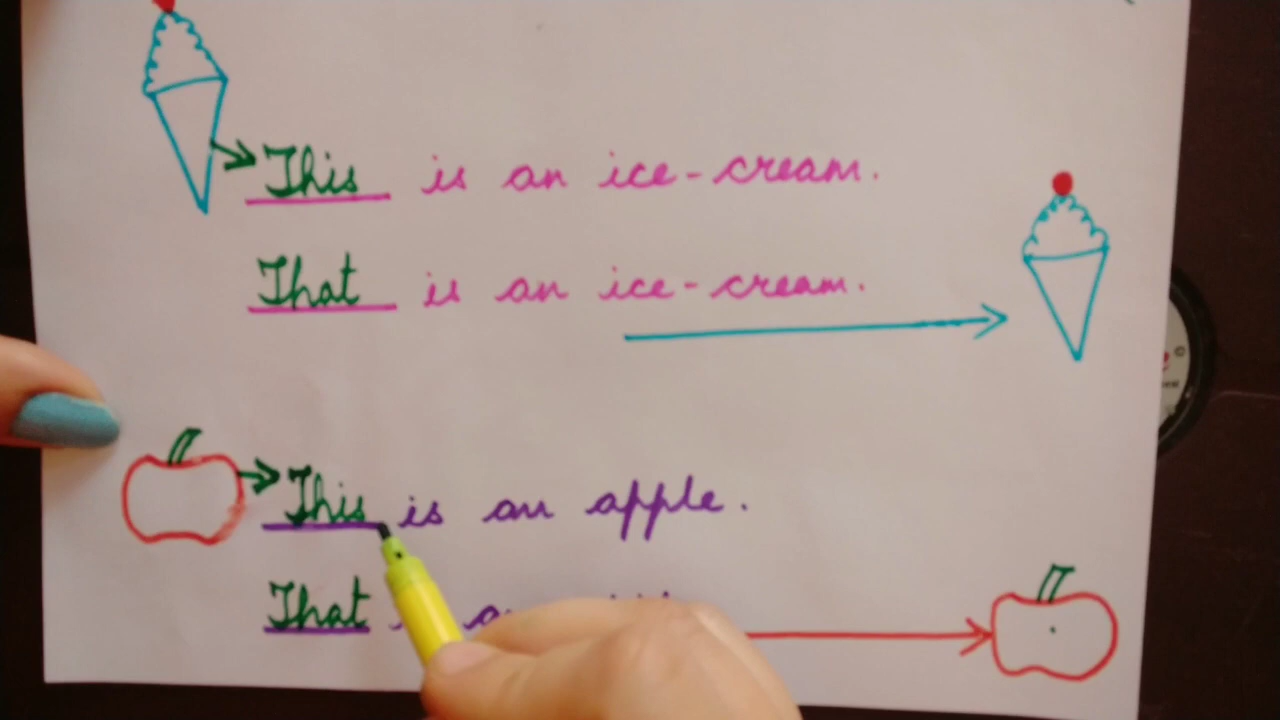 This is an ice-cream.
That is an ice-cream.
This is an apple.
That